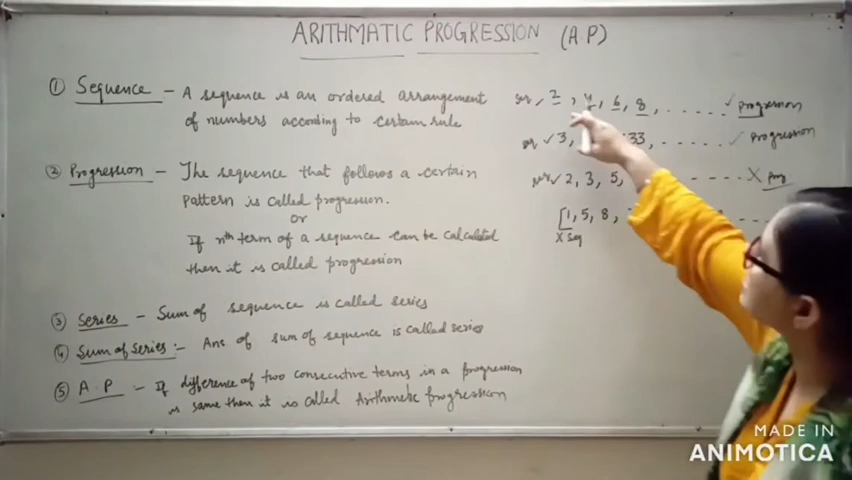 ARITHMATIC PROGRESSION (A P)
① Sequence – A sequence is an ordered arrangement
of numbers according to certain rule
② Progression – The sequence that follows a certain
pattern is called progression.
or
If nth term of a sequence can be calculated
then it is called progression
③ Series – Sum of sequence is called series
④ Sum of series :- Ans of sum of sequence is called series
⑤ A.P – If difference of two consecutive terms in a progression
is same then it is called Arithmetic progression
✓ 2, 4, 6, 8, ..... ✓ progression
✓ 3, 33, ..... ✓ progression
✓ 2, 3, 5, ..... X Prog
[1, 5, 8,
X Seq
MADE IN
ANIMOTICA